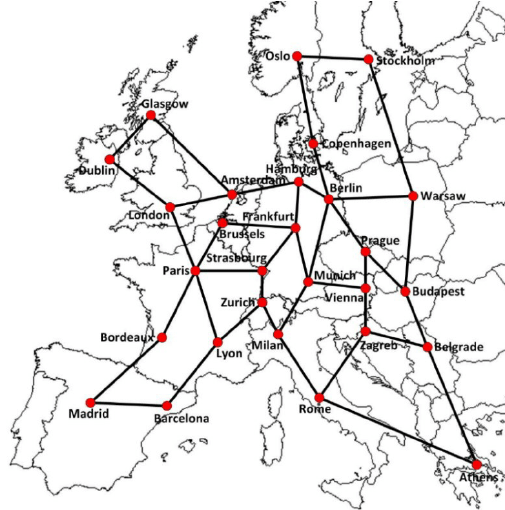 Oslo
Stockholm
Glasgow
Copenhagen
Dublin
Hamburg
Amsterdam
Berlin
Warsaw
London
Frankfurt
Brussels
Prague
Strasbourg
Paris
Munich
Vienna
Budapest
Zurich
Bordeaux
Lyon
Milan
Zagreb
Belgrade
Madrid
Barcelona
Rome
Athens